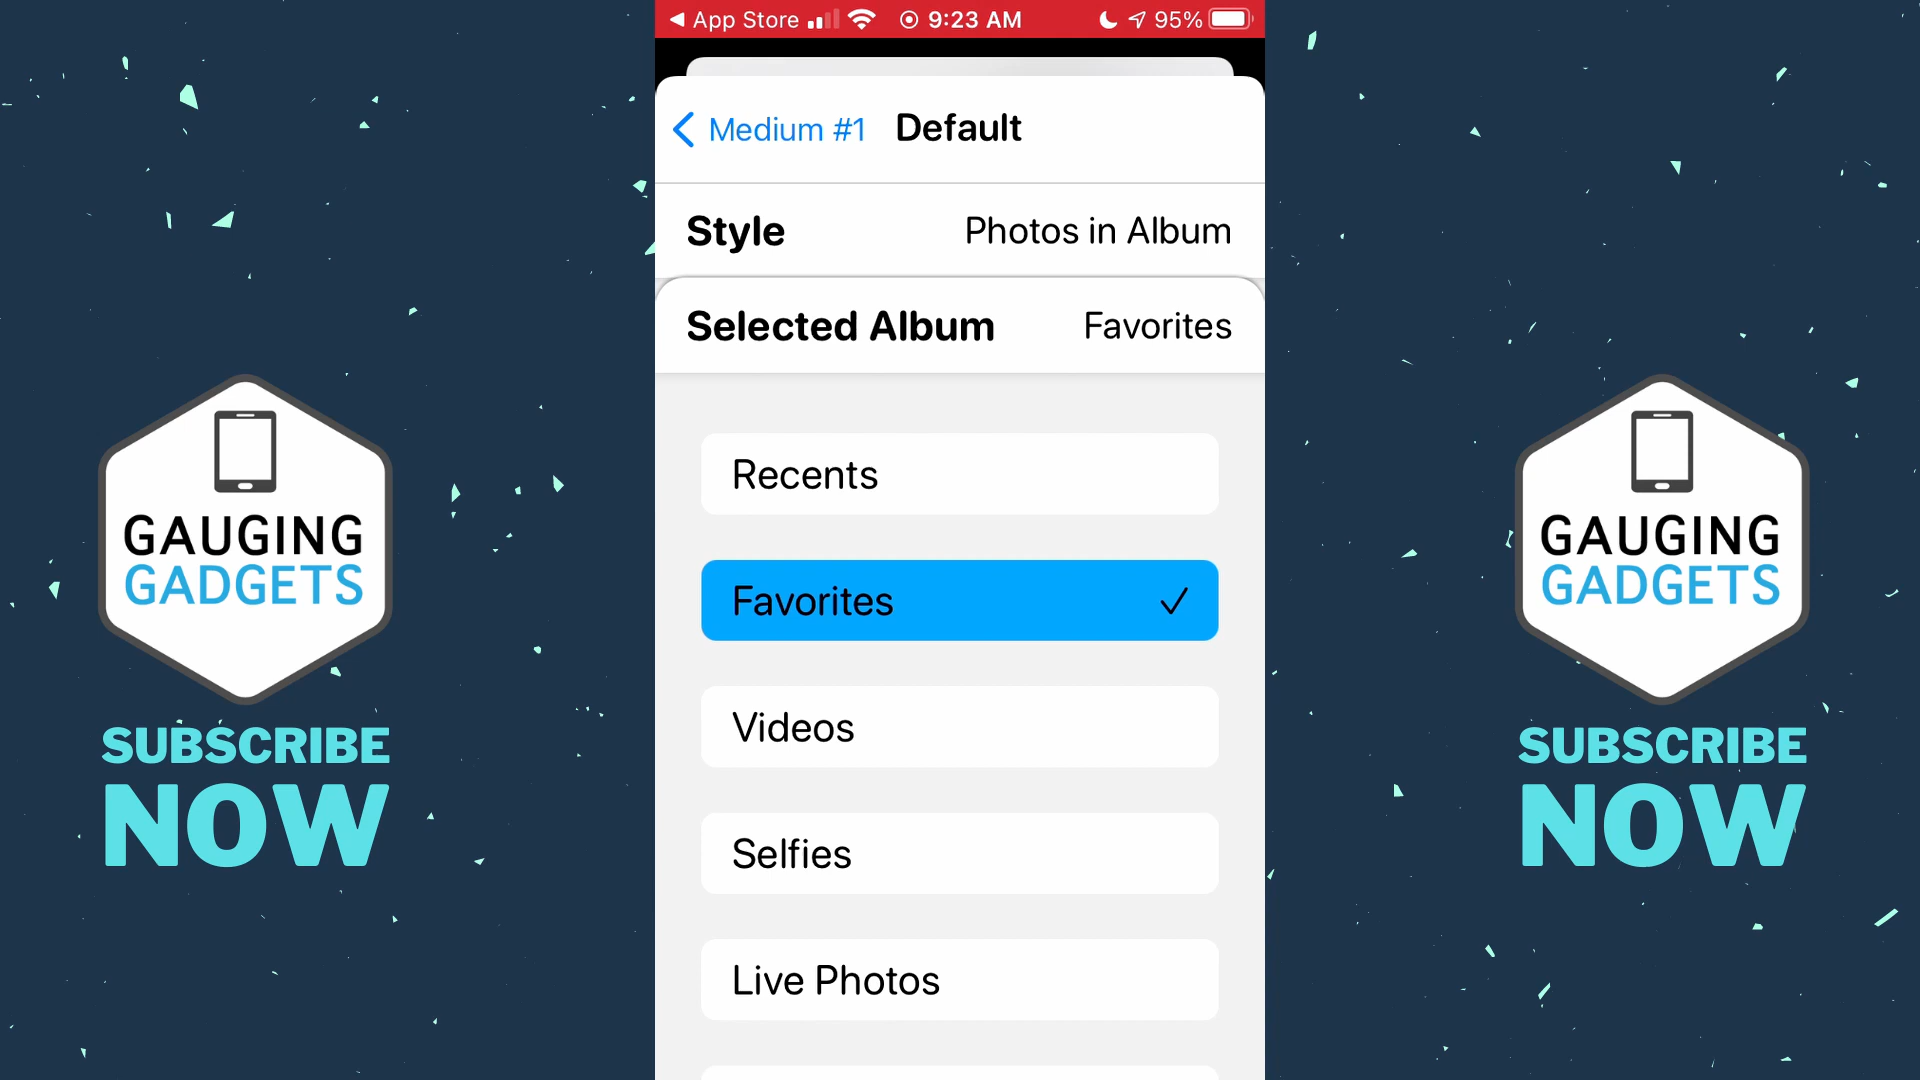 App Store 9:23 AM 95%
Medium #1 Default
Style Photos in Album
Selected Album Favorites
Recents
Favorites
Videos
Selfies
Live Photos
GAUGING
GADGETS
SUBSCRIBE
NOW
GAUGING
GADGETS
SUBSCRIBE
NOW